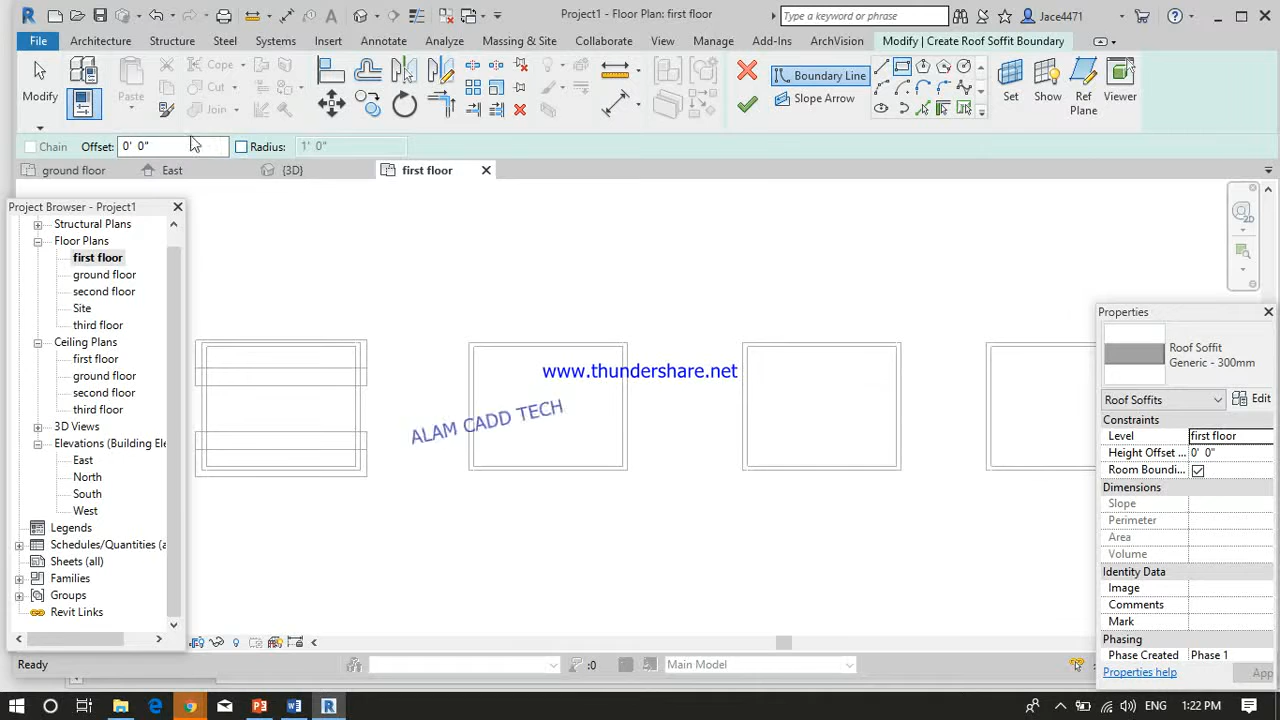 Project1 - Floor Plan: first floor
Type a keyword or phrase
Jace4471
File
Architecture
Structure
Steel
Systems
Insert
Annotate
Analyze
Massing & Site
Collaborate
View
Manage
Add-Ins
ArchVision
Modify | Create Roof Soffit Boundary
Modify
Paste
Cope
Cut
Join
Boundary Line
Slope Arrow
Set
Show
Ref
Plane
Viewer
Chain
Offset:
0' 0"
Radius:
1' 0"
ground floor
East
{3D}
first floor
Project Browser - Project1
Structural Plans
Floor Plans
first floor
ground floor
second floor
Site
third floor
Ceiling Plans
first floor
ground floor
second floor
third floor
3D Views
Elevations (Building Ele
East
North
South
West
Legends
Schedules/Quantities (a
Sheets (all)
Families
Groups
Revit Links
www.thundershare.net
ALAM CADD TECH
Properties
Roof Soffit
Generic - 300mm
Roof Soffits
Edit
Constraints
Level
first floor
Height Offset ...
0' 0"
Room Boundi...
Dimensions
Slope
Perimeter
Area
Volume
Identity Data
Image
Comments
Mark
Phasing
Phase Created
Phase 1
Properties help
App
Ready
:0
Main Model
ENG
1:22 PM